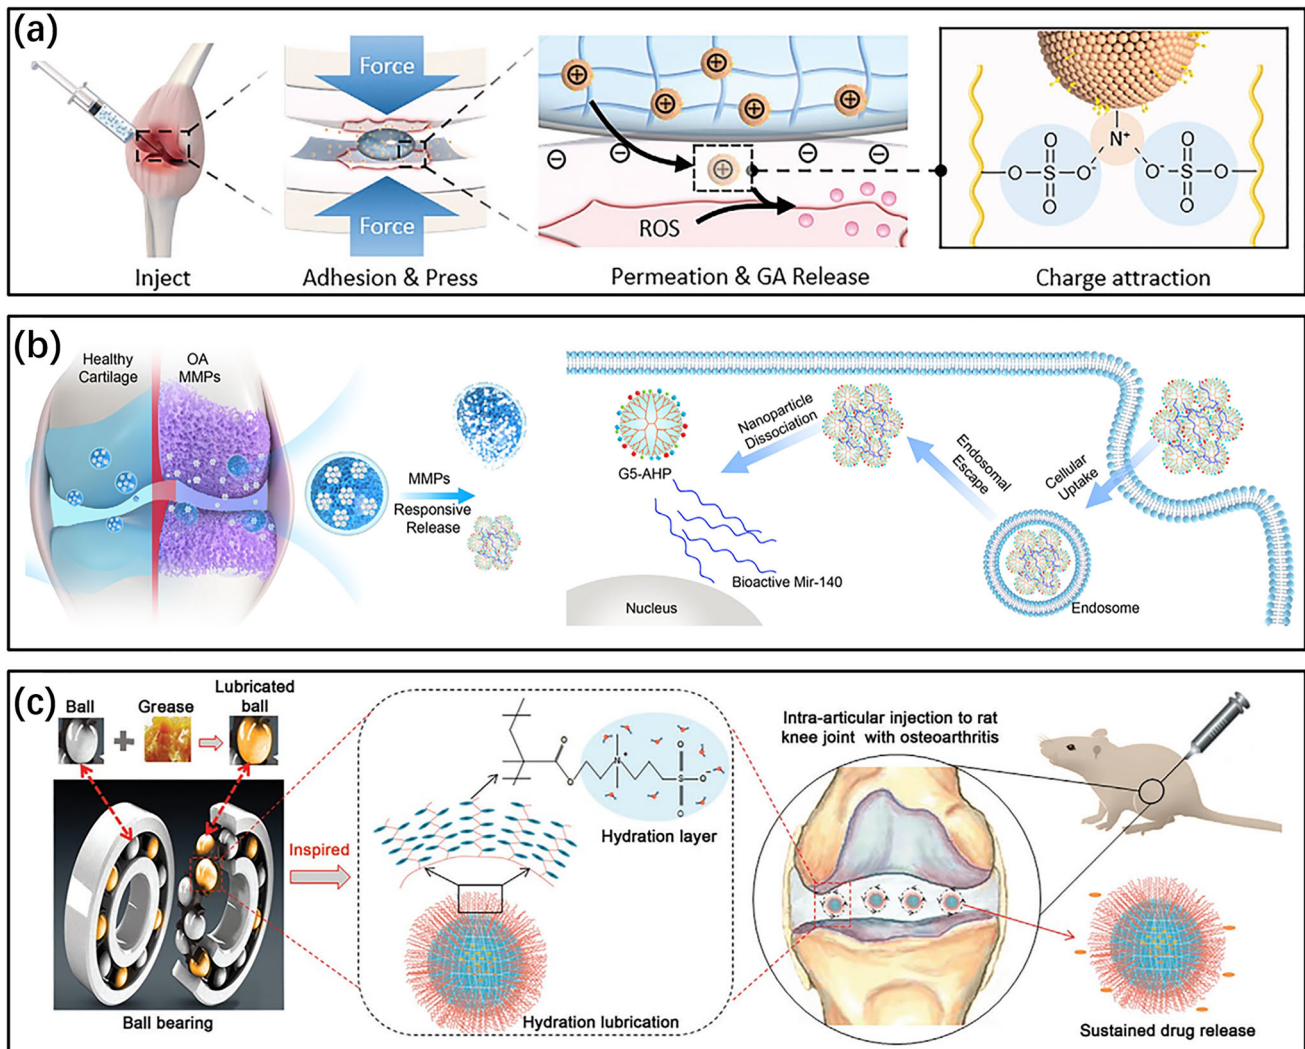 (a)
Force
Force
ROS
N⁺
O
O
S
O⁻
O
O⁻
O
S
O
O
Inject
Adhesion & Press
Permeation & GA Release
Charge attraction
(b)
Healthy
Cartilage
OA
MMPs
MMPs
Responsive
Release
G5-AHP
Nanoparticle
Dissociation
Endosomal
Escape
Cellular
Uptake
Bioactive Mir-140
Nucleus
Endosome
(c)
Ball
Grease
Lubricated
ball
Ball bearing
Inspired
O
O
N
+
O
S
O
O⁻
Hydration layer
Hydration lubrication
Intra-articular injection to rat
knee joint with osteoarthritis
Sustained drug release